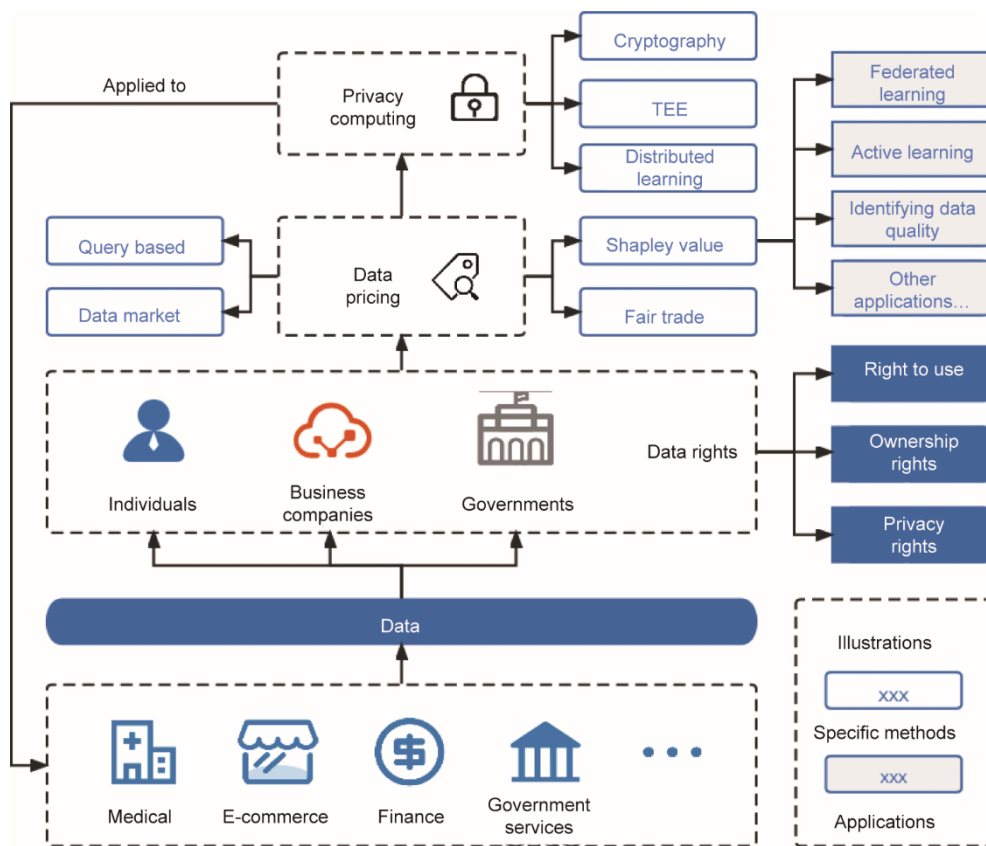 Applied to
Privacy
computing
Cryptography
TEE
Distributed
learning
Federated
learning
Active learning
Identifying data
quality
Other
applications…
Query based
Data market
Data
pricing
Shapley value
Fair trade
Individuals
Business
companies
Governments
Data rights
Right to use
Ownership
rights
Privacy
rights
Data
Medical
E-commerce
Finance
Government
services
Illustrations
xxx
Specific methods
xxx
Applications